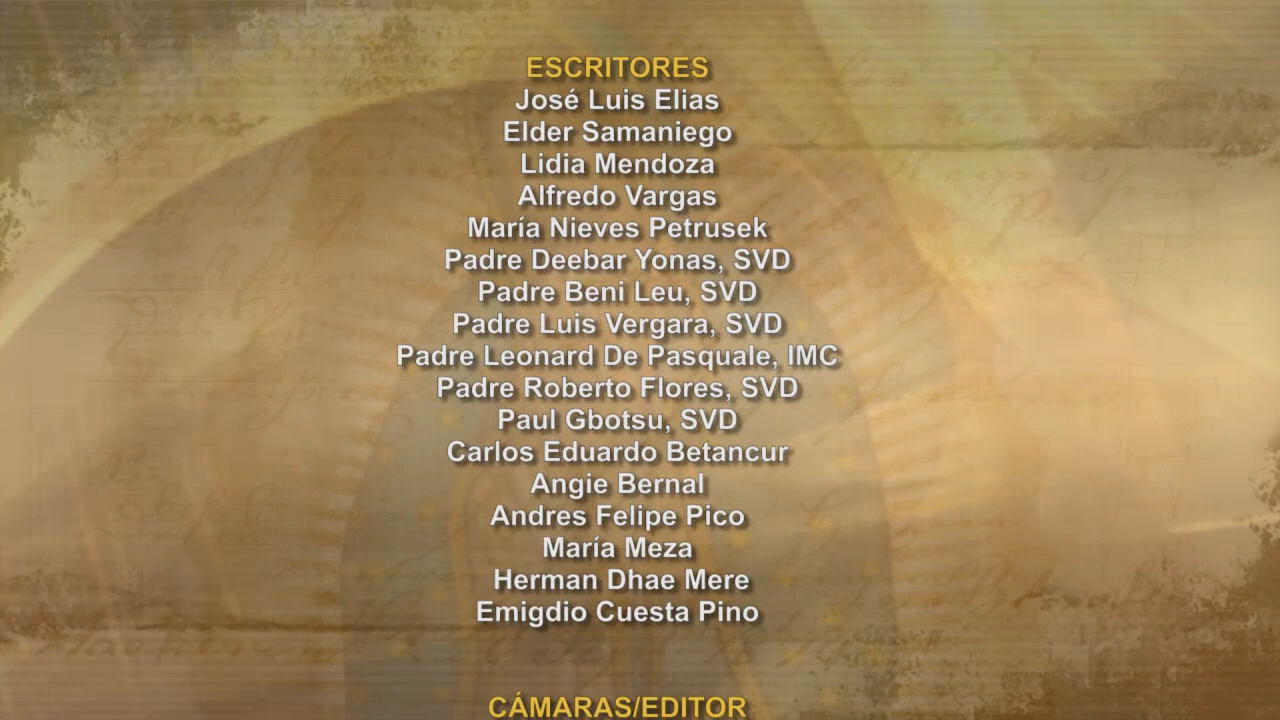 ESCRITORES
José Luis Elias
Elder Samaniego
Lidia Mendoza
Alfredo Vargas
María Nieves Petrusek
Padre Deebar Yonas, SVD
Padre Beni Leu, SVD
Padre Luis Vergara, SVD
Padre Leonard De Pasquale, IMC
Padre Roberto Flores, SVD
Paul Gbotsu, SVD
Carlos Eduardo Betancur
Angie Bernal
Andres Felipe Pico
María Meza
Herman Dhae Mere
Emigdio Cuesta Pino
CÁMARAS/EDITOR